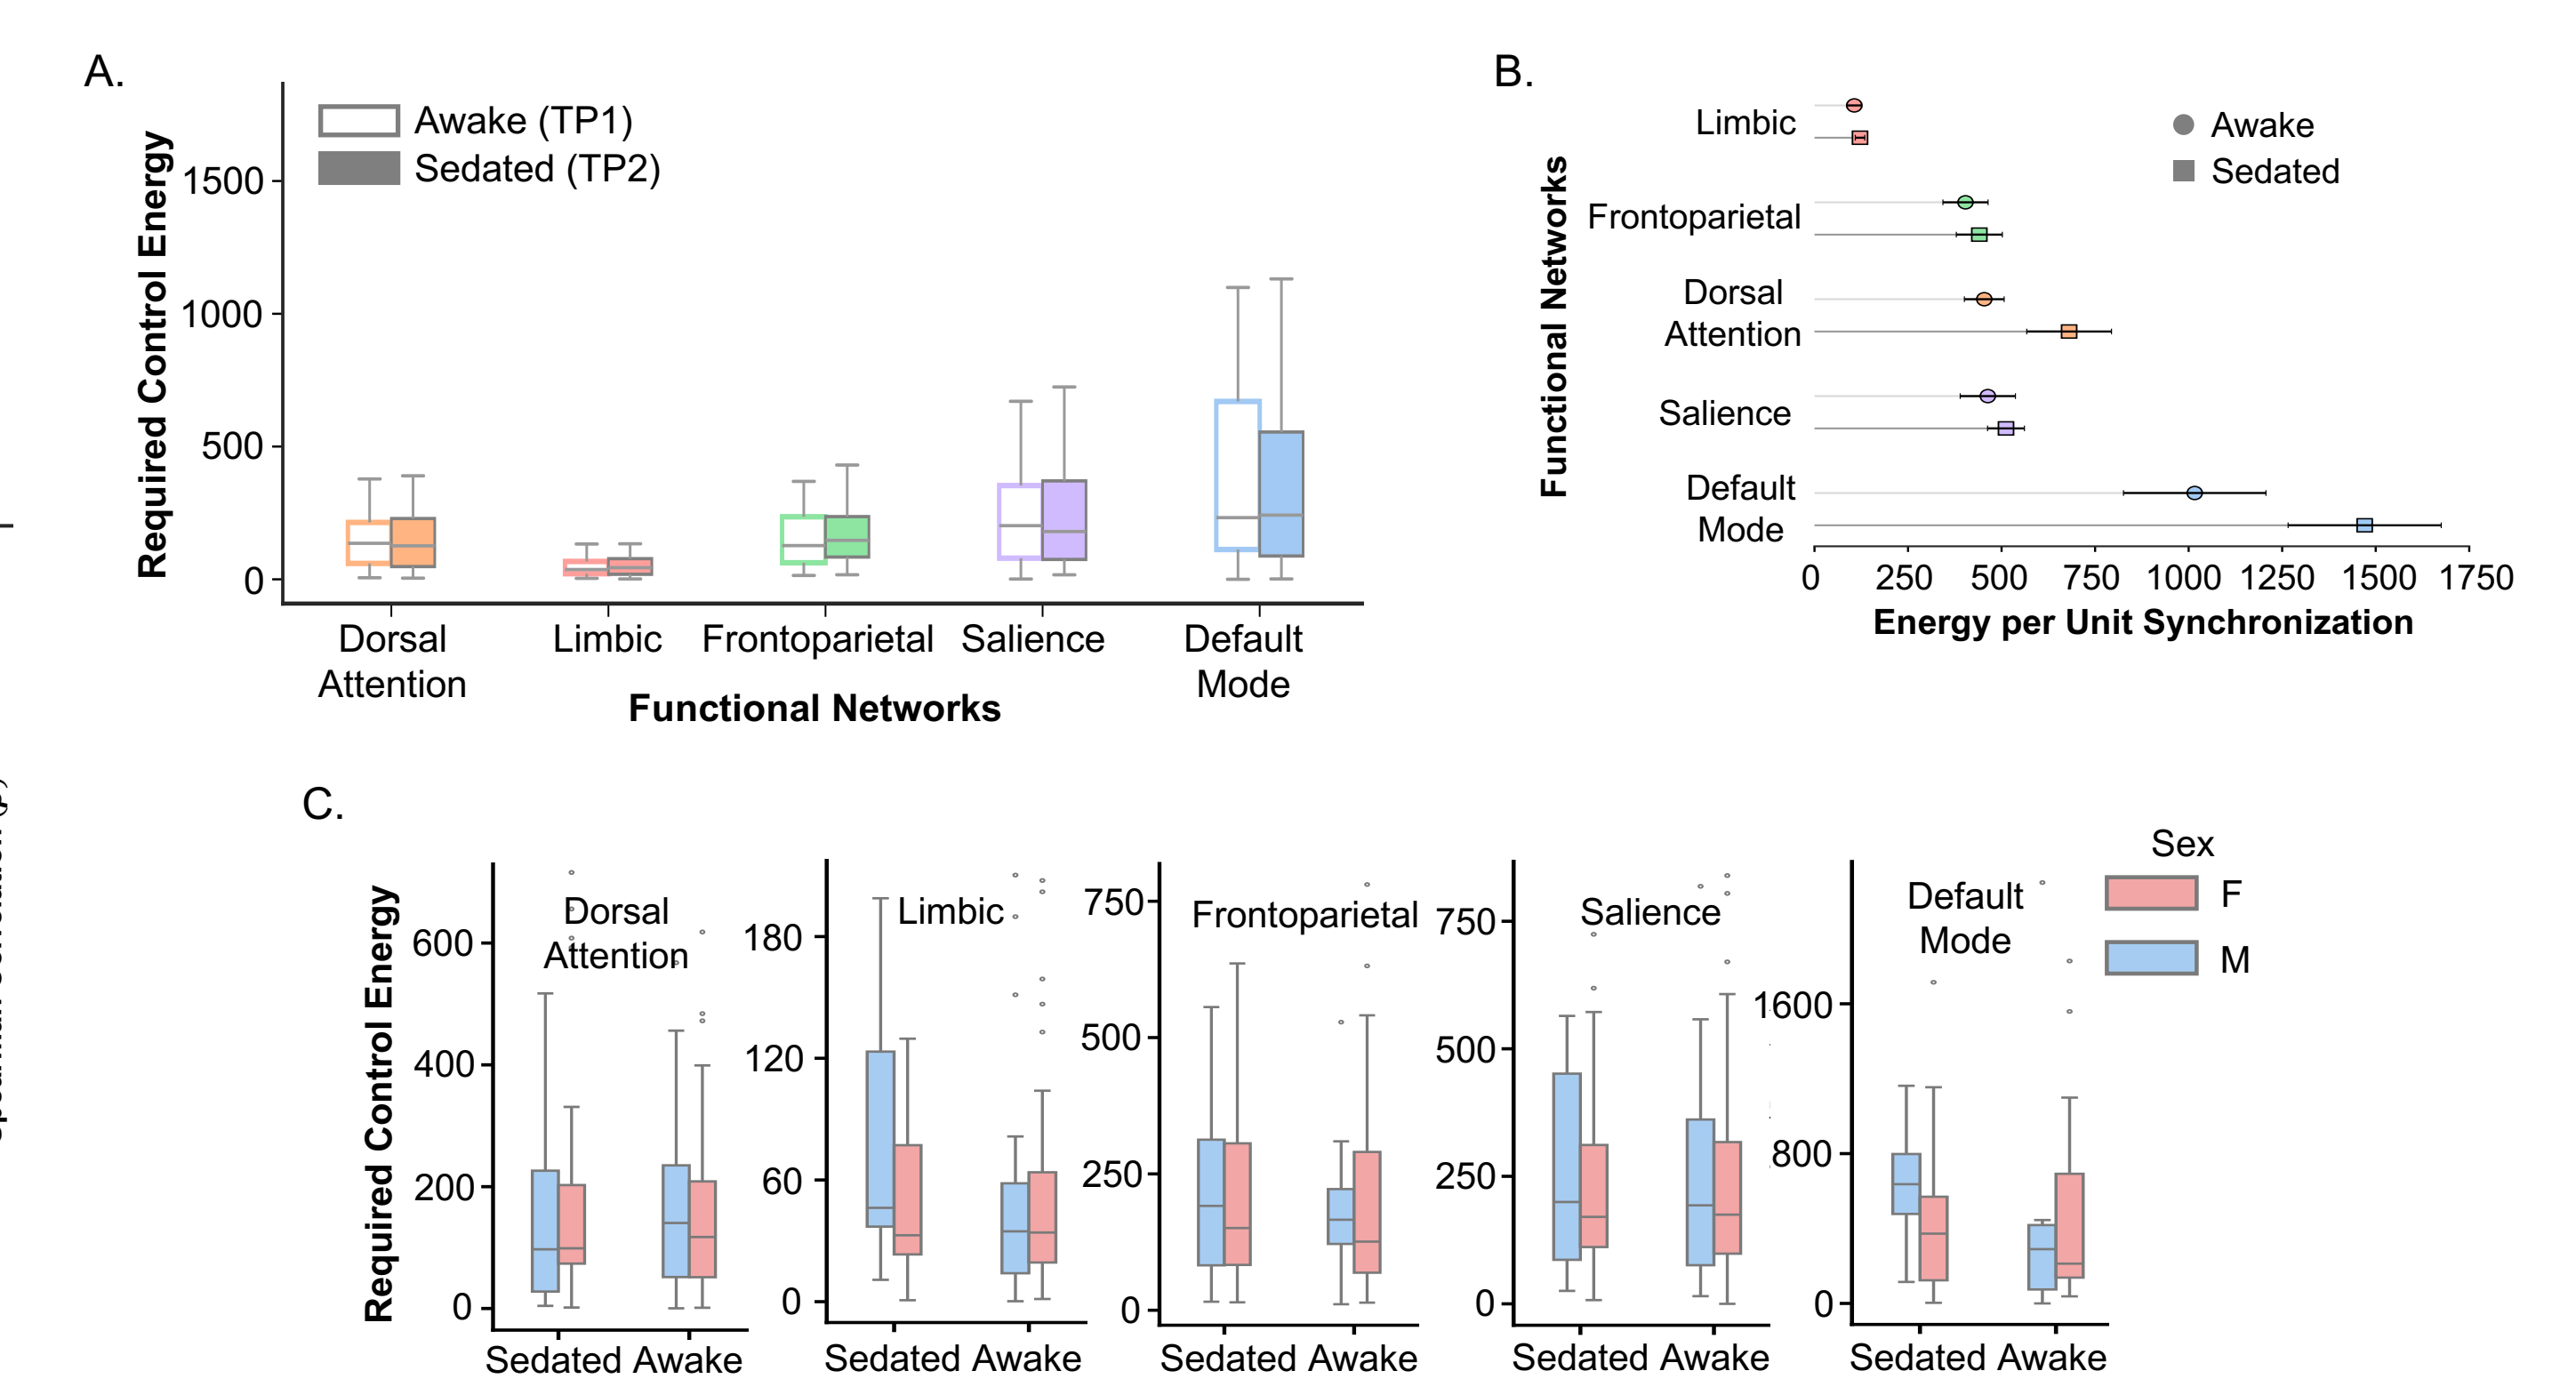 A.
Awake (TP1)
Sedated (TP2)
Required Control Energy
1500
1000
500
0
Dorsal
Attention
Limbic
Frontoparietal
Salience
Default
Mode
Functional Networks
B.
Awake
Sedated
Functional Networks
Limbic
Frontoparietal
Dorsal
Attention
Salience
Default
Mode
0 250 500 750 1000 1250 1500 1750
Energy per Unit Synchronization
C.
Required Control Energy
Dorsal
Attention
600
400
200
0
Sedated Awake
Limbic
180
120
60
0
Sedated Awake
Frontoparietal
750
500
250
0
Sedated Awake
Salience
750
500
250
0
Sedated Awake
Default
Mode
1600
800
0
Sedated Awake
Sex
F
M